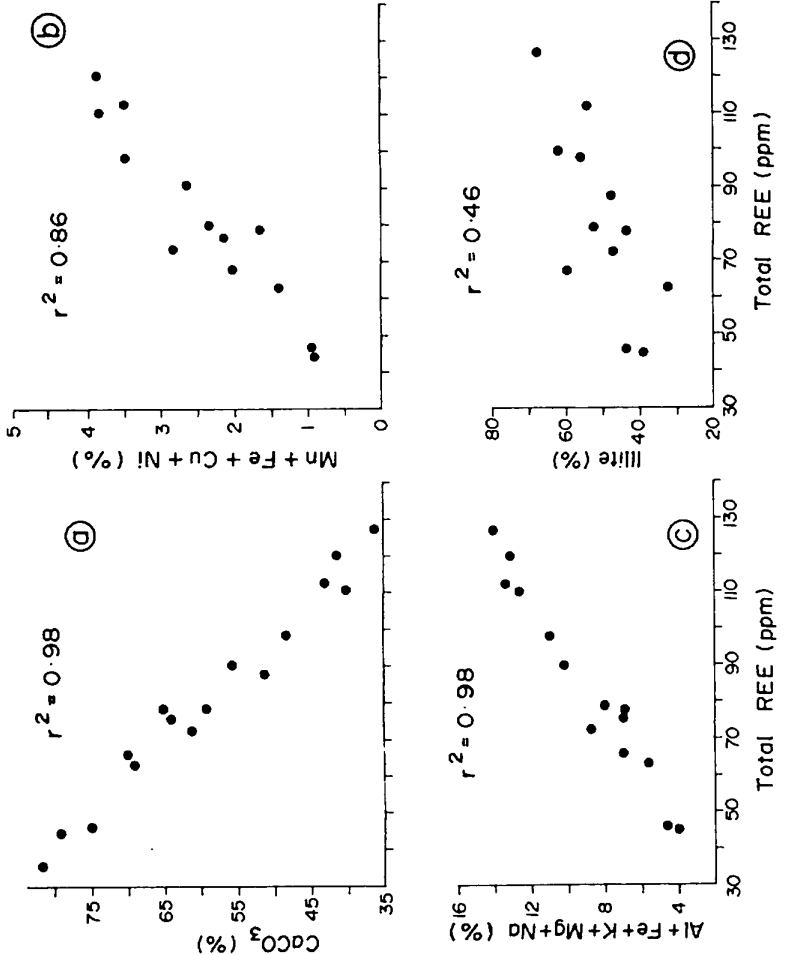 a
r² = 0·98
CaCO₃ (%)
75
65
55
45
35
b
r² = 0·86
Mn + Fe + Cu + Ni (%)
5
4
3
2
1
0
c
r² = 0·98
Al + Fe + K + Mg + Na (%)
16
12
8
4
30 50 70 90 110 130
Total REE (ppm)
d
r² = 0·46
Illite (%)
80
60
40
20
30 50 70 90 110 130
Total REE (ppm)